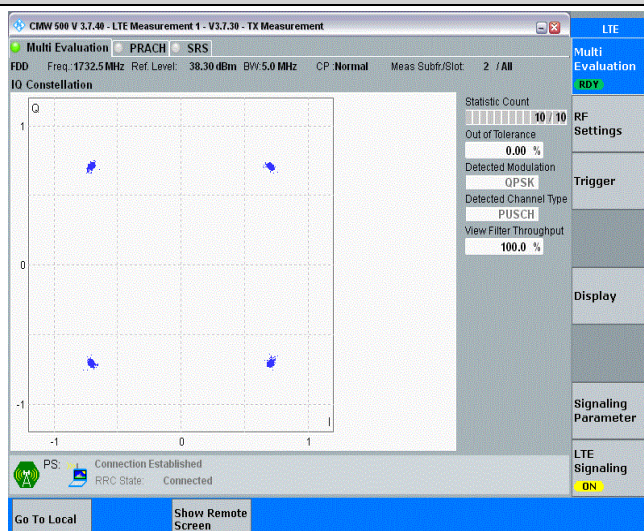 CMW 500 V 3.7.40 - LTE Measurement 1 - V3.7.30 - TX Measurement
Multi Evaluation PRACH SRS
FDD Freq.:1732.5 MHz Ref. Level: 38.30 dBm BW:5.0 MHz CP :Normal Meas Subfr./Slot: 2 / All
IQ Constellation
Q
1
0
-1
-1 0 1
I
Statistic Count
10 / 10
Out of Tolerance
0.00 %
Detected Modulation
QPSK
Detected Channel Type
PUSCH
View Filter Throughput
100.0 %
PS: Connection Established
RRC State: Connected
Go To Local
Show Remote
Screen
LTE
Multi
Evaluation
RDY
RF
Settings
Trigger
Display
Signaling
Parameter
LTE
Signaling
ON